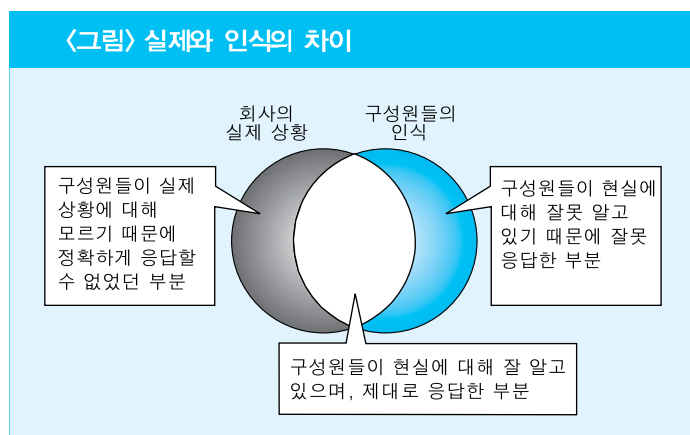 <그림> 실제와 인식의 차이
회사의
실제 상황
구성원들의
인식
구성원들이 실제
상황에 대해
모르기 때문에
정확하게 응답할
수 없었던 부분
구성원들이 현실에
대해 잘못 알고
있기 때문에 잘못
응답한 부분
구성원들이 현실에 대해 잘 알고
있으며, 제대로 응답한 부분